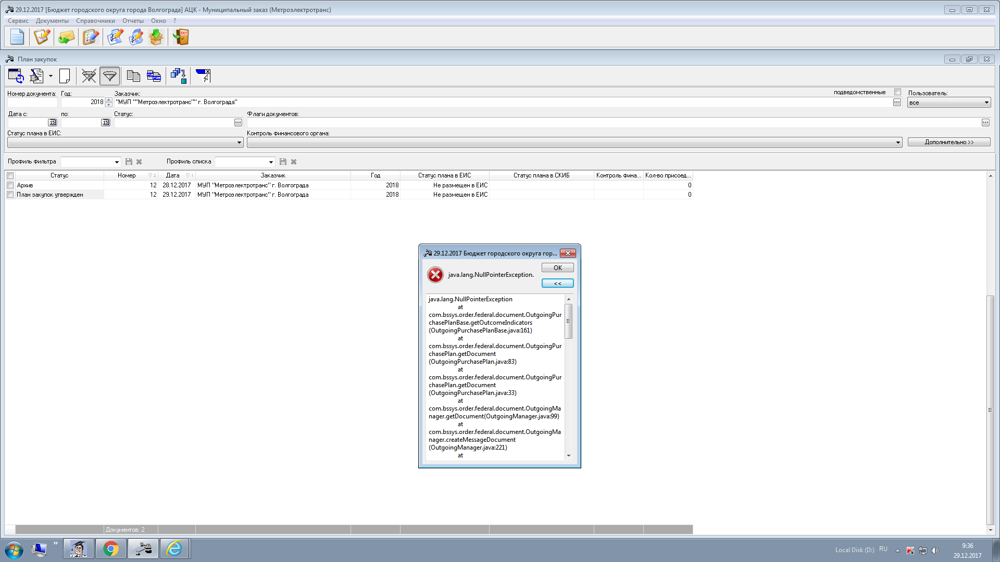 29.12.2017 [Бюджет городского округа города Волгограда] АЦК - Муниципальный заказ (Метроэлектротранс)
Сервис Документы Справочники Отчеты Окно ?
EXIT
План закупок
Номер документа: Год: Заказчик: подведомственные Пользователь:
2018 "МУП ""Метроэлектротранс"" г. Волгограда" ... все
Дата с: по: Статус: Флаги документов:
15 15 ... ...
Статус плана в ЕИС: Контроль финансового органа:
Дополнительно >>
Профиль фильтра Профиль списка
Статус Номер 2 Дата 1 Заказчик Год Статус плана в ЕИС Статус плана в СКИБ Контроль фина... Кол-во присоед...
Архив 12 28.12.2017 МУП "Метроэлектротранс" г. Волгограда 2018 Не размещен в ЕИС 0
План закупок утвержден 12 29.12.2017 МУП "Метроэлектротранс" г. Волгограда 2018 Не размещен в ЕИС 0
29.12.2017 Бюджет городского округа гор...
OK
java.lang.NullPointerException.
<<
java.lang.NullPointerException
at
com.bssys.order.federal.document.OutgoingPur
chasePlanBase.getOutcomeIndicators
(OutgoingPurchasePlanBase.java:161)
at
com.bssys.order.federal.document.OutgoingPur
chasePlan.getDocument
(OutgoingPurchasePlan.java:83)
at
com.bssys.order.federal.document.OutgoingPur
chasePlan.getDocument
(OutgoingPurchasePlan.java:33)
at
com.bssys.order.federal.document.OutgoingMa
nager.getDocument(OutgoingManager.java:99)
at
com.bssys.order.federal.document.OutgoingMa
nager.createMessageDocument
(OutgoingManager.java:221)
at
Документов: 2
» Local Disk (D:) RU 9:36
29.12.2017